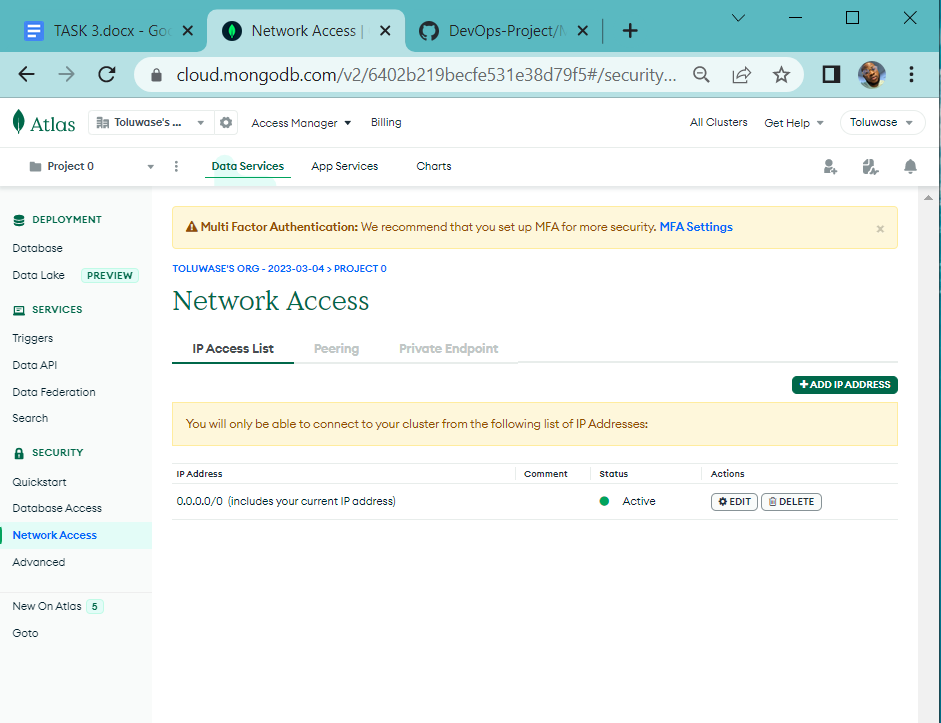 TASK 3.docx - Goo
Network Access |
DevOps-Project/M
cloud.mongodb.com/v2/6402b219becfe531e38d79f5#/security...
Atlas
Toluwase's ...
Access Manager
Billing
All Clusters
Get Help
Toluwase
Project 0
Data Services
App Services
Charts
DEPLOYMENT
Database
Data Lake PREVIEW
SERVICES
Triggers
Data API
Data Federation
Search
SECURITY
Quickstart
Database Access
Network Access
Advanced
New On Atlas 5
Goto
Multi Factor Authentication: We recommend that you set up MFA for more security. MFA Settings
TOLUWASE'S ORG - 2023-03-04 > PROJECT 0
Network Access
IP Access List
Peering
Private Endpoint
+ ADD IP ADDRESS
You will only be able to connect to your cluster from the following list of IP Addresses:
IP Address
Comment
Status
Actions
0.0.0.0/0 (includes your current IP address)
Active
EDIT
DELETE